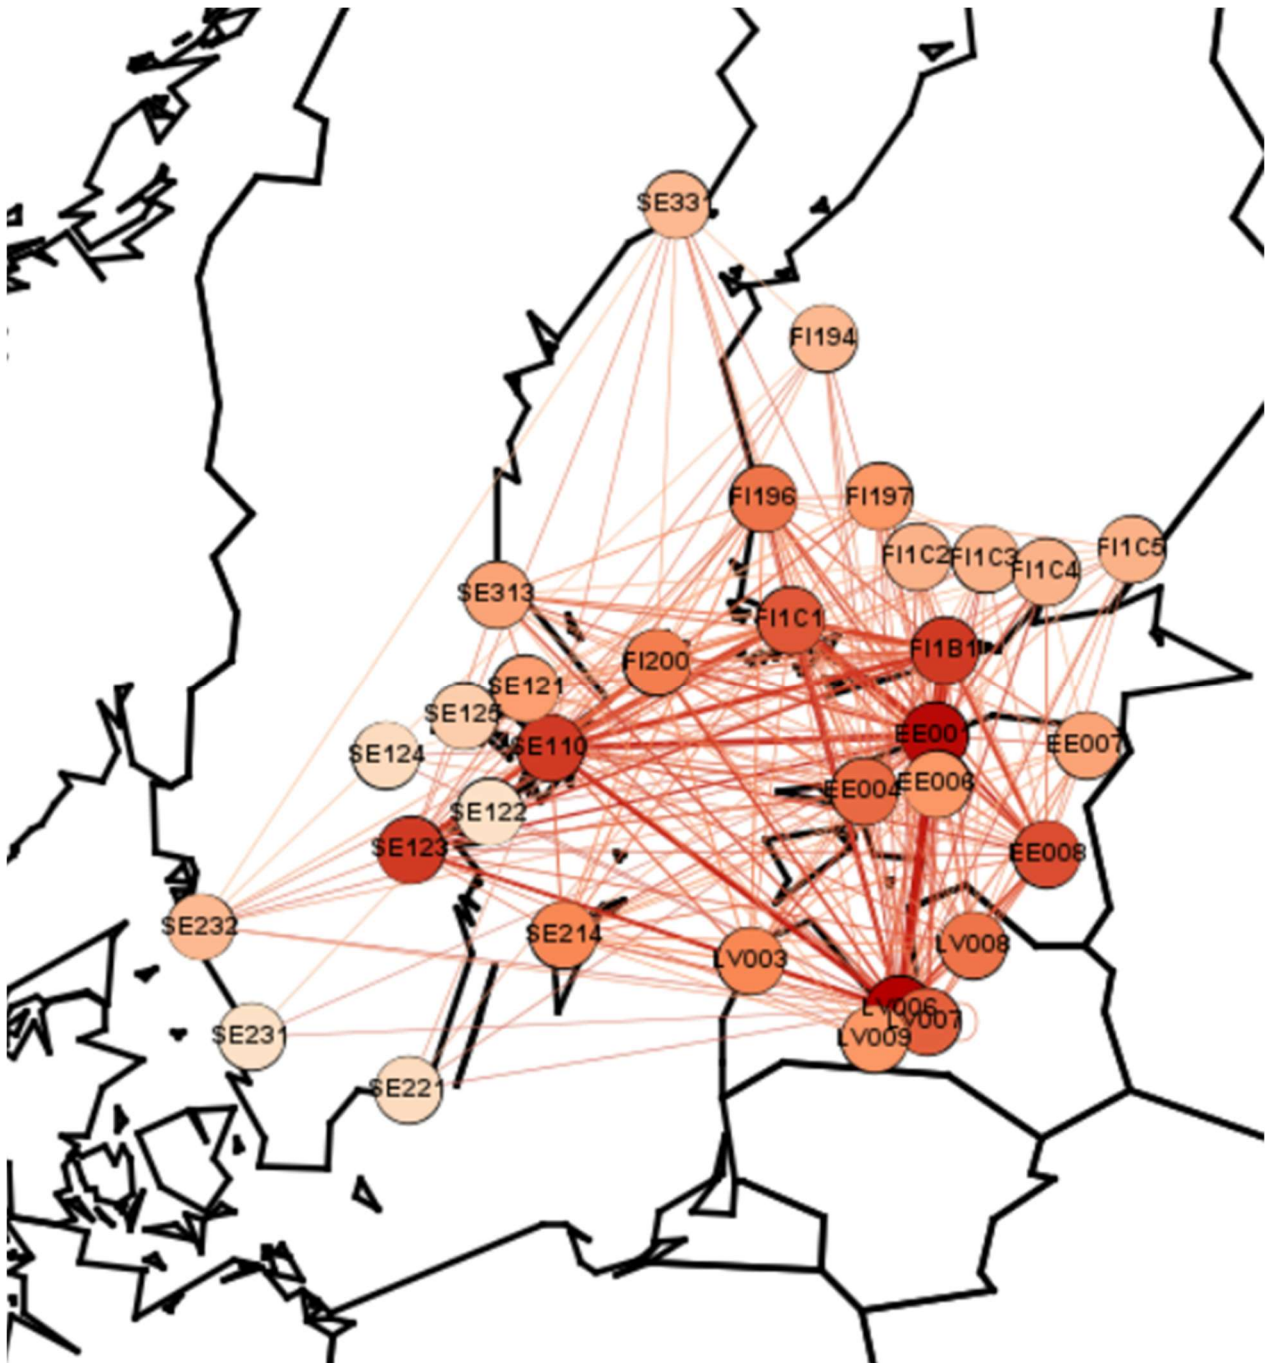 SE331
FI194
FI196
FI197
FI1C2
FI1C3
FI1C4
FI1C5
SE313
FI1C1
FI200
FI1B1
SE121
SE125
SE124
SE110
EE001
EE007
EE004
EE006
SE122
SE123
EE008
SE232
SE214
LV003
LV008
LV006
LV007
LV009
SE231
SE221